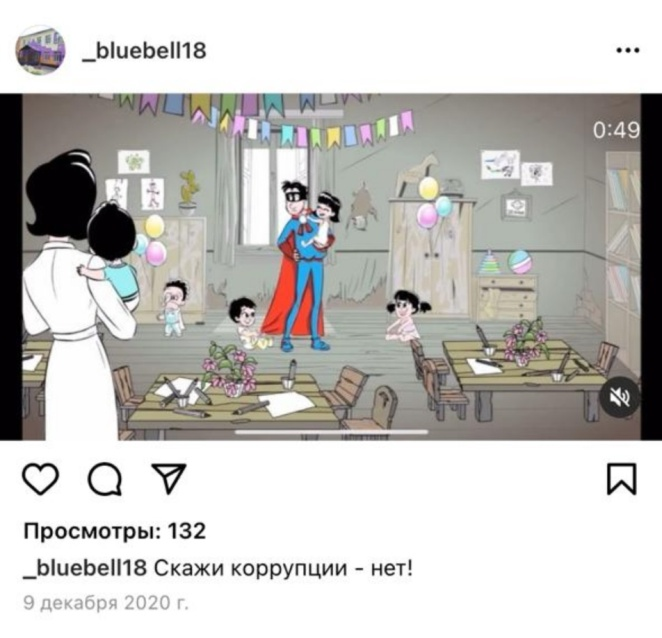 _bluebell18
0:49
Просмотры: 132
_bluebell18 Скажи коррупции - нет!
9 декабря 2020 г.